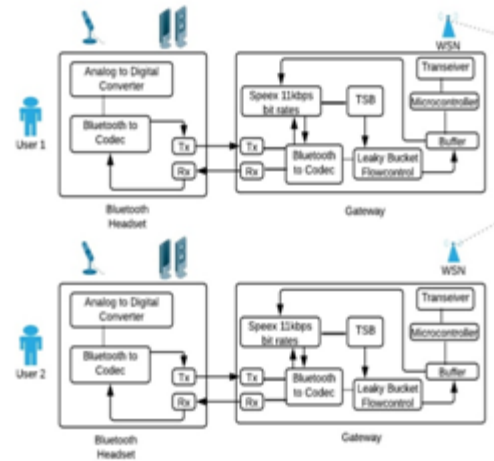 WSN
Analog to Digital
Converter
Bluetooth to
Codec
Tx
Rx
User 1
Bluetooth
Headset
Speex 11kbps
bit rates
TSB
Transeiver
Microcontroller
Buffer
Tx
Rx
Bluetooth
to Codec
Leaky Bucket
Flowcontrol
Gateway
WSN
Analog to Digital
Converter
Bluetooth to
Codec
Tx
Rx
User 2
Bluetooth
Headset
Speex 11kbps
bit rates
TSB
Transeiver
Microcontroller
Buffer
Tx
Rx
Bluetooth
to Codec
Leaky Bucket
Flowcontrol
Gateway